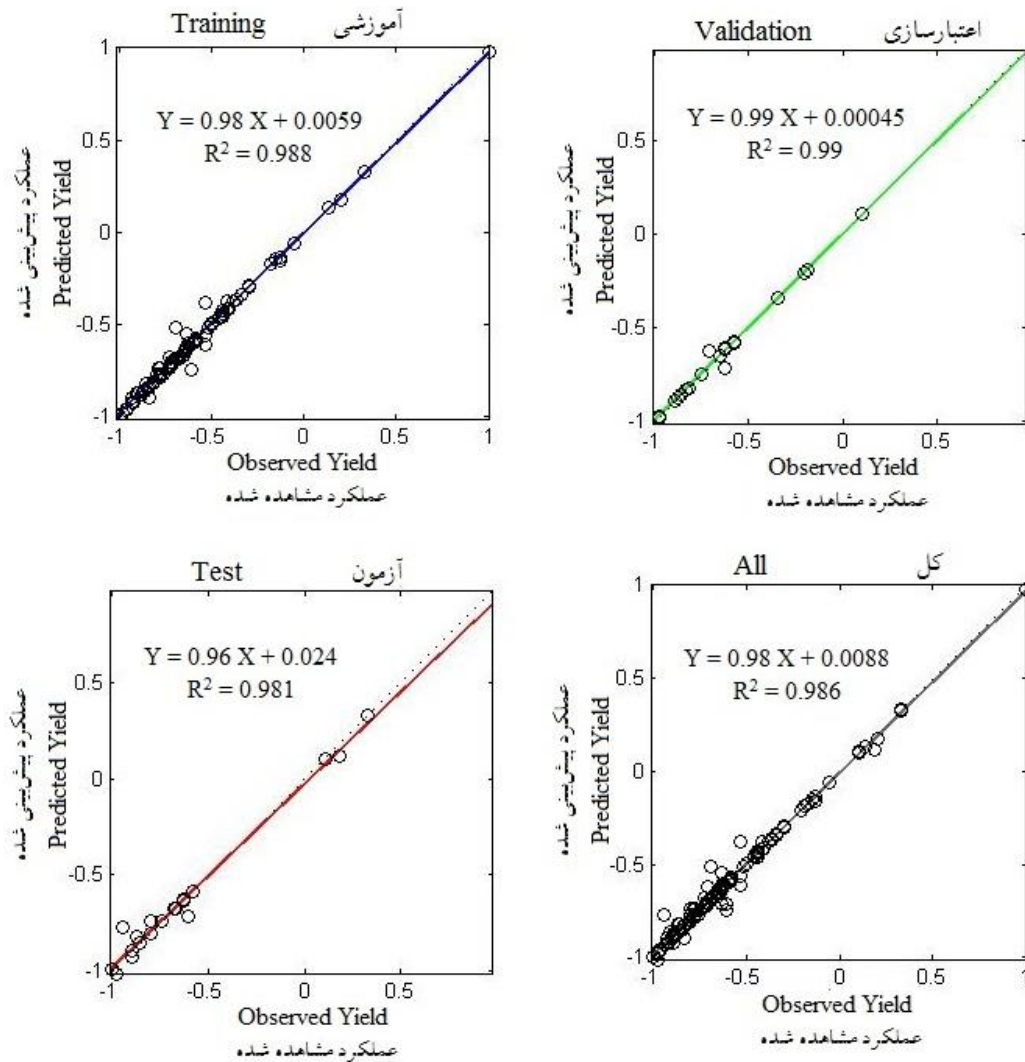 Training آموزشی
Y = 0.98 X + 0.0059
R² = 0.988
عملکرد پیش‌بینی شده
Predicted Yield
1
0.5
0
-0.5
-1
-1 -0.5 0 0.5 1
Observed Yield
عملکرد مشاهده شده
Validation اعتبارسازی
Y = 0.99 X + 0.00045
R² = 0.99
عملکرد پیش‌بینی شده
Predicted Yield
0.5
0
-0.5
-1
-1 -0.5 0 0.5
Observed Yield
عملکرد مشاهده شده
Test آزمون
Y = 0.96 X + 0.024
R² = 0.981
عملکرد پیش‌بینی شده
Predicted Yield
0.5
0
-0.5
-1
-1 -0.5 0 0.5
Observed Yield
عملکرد مشاهده شده
All کل
Y = 0.98 X + 0.0088
R² = 0.986
عملکرد پیش‌بینی شده
Predicted Yield
1
0.5
0
-0.5
-1
-1 -0.5 0 0.5 1
Observed Yield
عملکرد مشاهده شده